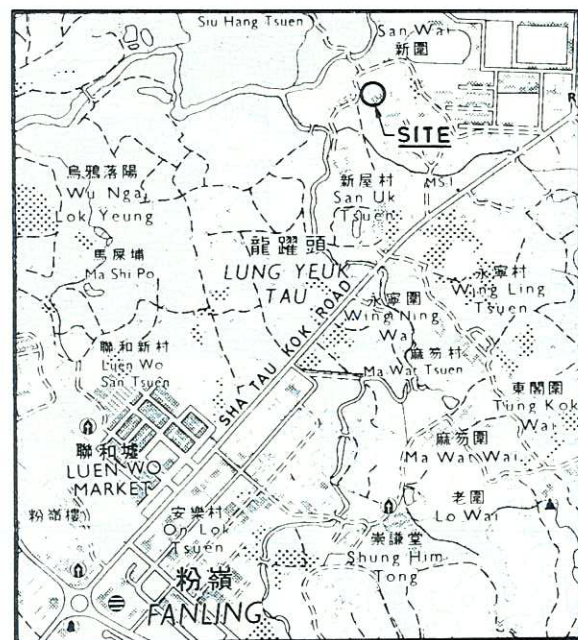 Siu Hang Tsuen
San Wai
新圍
SITE
R
烏鴉落陽
Wu Nga
Lok Yeung
新屋村
San Uk
Tsuen
MS
馬屎埔
Ma Shi Po
龍躍頭
LUNG YEUK
TAU
永寧村
Wing Ling
Tsuen
永寧圍
Wing Ning
Wai
SHA TAU KOK ROAD
聯和新村
Luen Wo
San Tsuen
麻笏村
Ma Wat Tsuen
東閣圍
Tung Kok
Wai
聯和墟
LUEN WO
MARKET
麻笏圍
Ma Wat Wai
粉嶺樓
安樂村
On Lok
Tsuen
老圍
Lo Wai
崇謙堂
Shung Him
Tong
粉嶺
FANLING